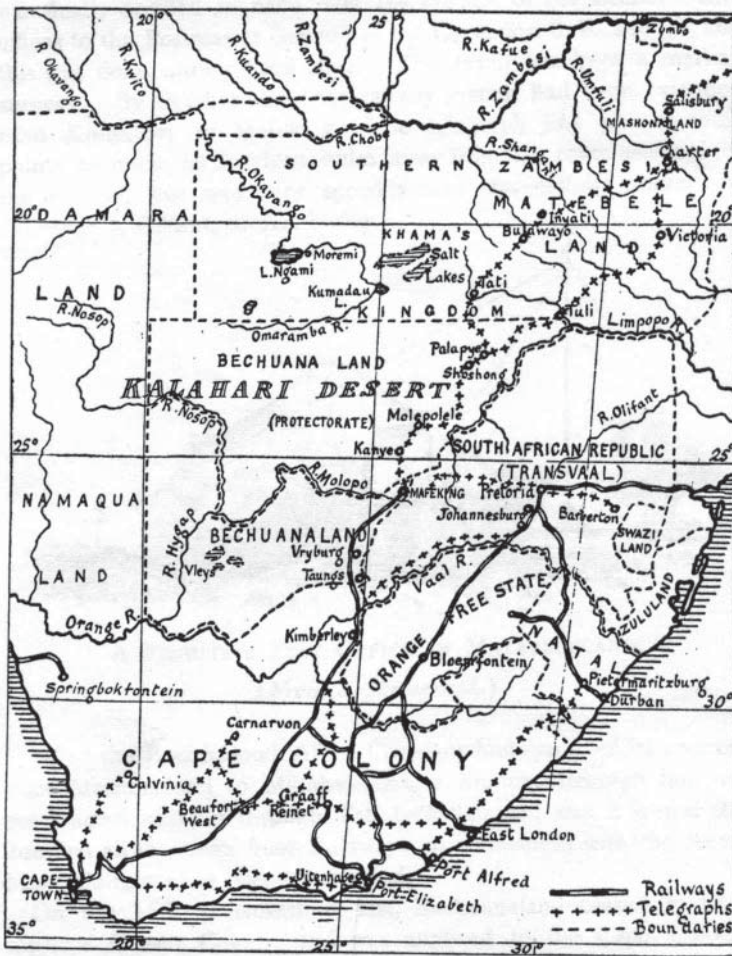 20°
25
R. Okavango
R. Kwito
R. Kuando
R. Zambesi
R. Kafue
Zumbo
R. Zambesi
R. Umfuli
Salisbury
MASHONALAND
R. Chobe
Charter
R. Shangani
SOUTHERN ZAMBESIA
R. Okavango
MATEBELE
20°
DAMARA
Inyati
20°
KHAMA'S
Bulawayo
LAND
Victoria
Moremi
Salt
L. Ngami
Lakes
LAND
Kumadau
L.
Tati
R. Nosop
KINGDOM
Tuli
Omaramba R.
Limpopo R.
Palapye
BECHUANA LAND
Shoshong
KALAHARI DESERT
R. Nosop
(PROTECTORATE)
Molepolele
R. Olifant
25°
Kanye
SOUTH AFRICAN REPUBLIC
25
R. Molopo
(TRANSVAAL)
NAMAQUA
MAFEKING
Pretoria
Johannesburg
Barberton
R. Hygap
BECHUANALAND
SWAZI
LAND
Vryburg
LAND
Vley
Taungs
Vaal R.
ZULULAND
Orange R.
Kimberley
ORANGE FREE STATE
NATAL
Bloemfontein
Springbokfontein
Pietermaritzburg
30
Durban
Carnarvon
CAPE COLONY
Calvinia
Beaufort
West
Graaff
Reinet
East London
Port Alfred
CAPE
TOWN
Uitenhage
Port-Elizabeth
Railways
Telegraphs
Boundaries
35°
20°
25°
30°